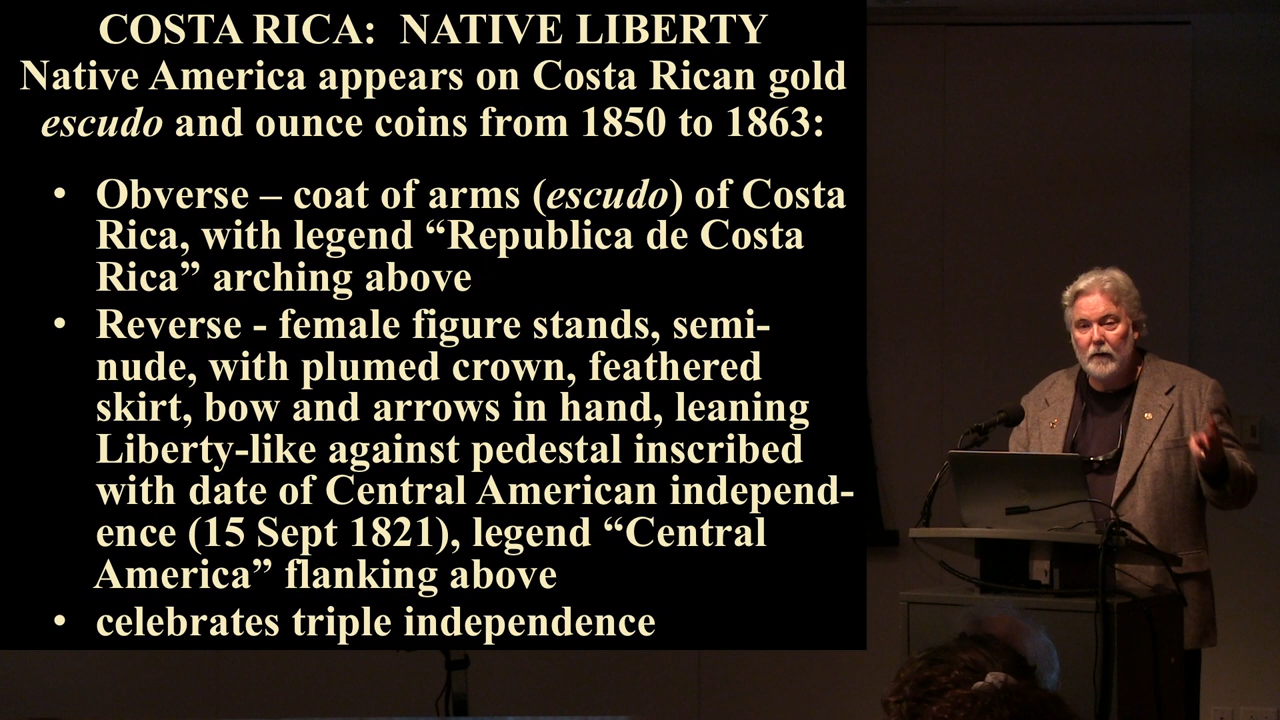 COSTA RICA: NATIVE LIBERTY
Native America appears on Costa Rican gold
escudo and ounce coins from 1850 to 1863:
• Obverse – coat of arms (escudo) of Costa
Rica, with legend “Republica de Costa
Rica” arching above
• Reverse - female figure stands, semi-
nude, with plumed crown, feathered
skirt, bow and arrows in hand, leaning
Liberty-like against pedestal inscribed
with date of Central American independ-
ence (15 Sept 1821), legend “Central
America” flanking above
• celebrates triple independence